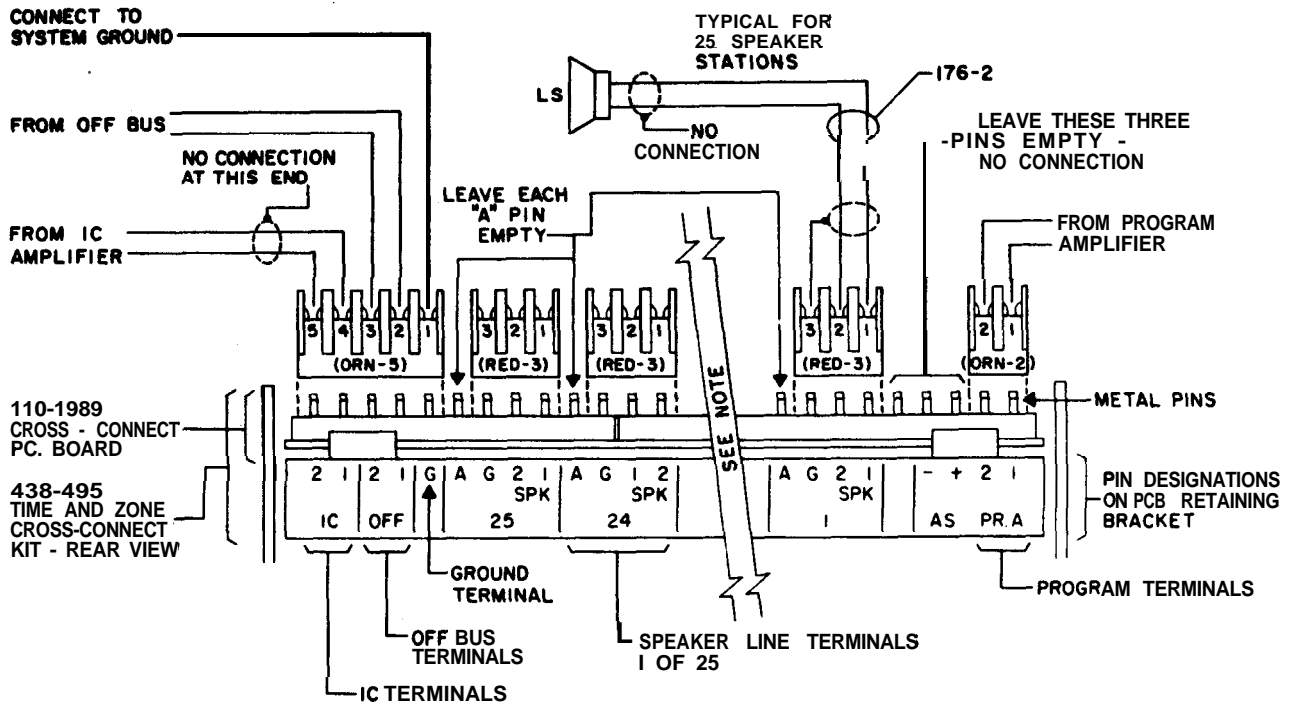 CONNECT TO
SYSTEM GROUND
TYPICAL FOR
25 SPEAKER
STATIONS
176-2
LS
FROM OFF BUS
NO CONNECTION
AT THIS END
NO
CONNECTION
LEAVE THESE THREE
-PINS EMPTY -
NO CONNECTION
LEAVE EACH
"A" PIN
EMPTY
FROM IC
AMPLIFIER
FROM PROGRAM
AMPLIFIER
5 4 3 2 1
(ORN-5)
3 2 1
(RED-3)
3 2 1
(RED-3)
3 2 1
(RED-3)
2 1
(ORN-2)
SEE NOTE
METAL PINS
110-1989
CROSS - CONNECT
PC. BOARD
438-495
TIME AND ZONE
CROSS-CONNECT
KIT - REAR VIEW
2 1 2 1 G A G 2 1 A G 1 2 A G 2 1 - + 2 1
SPK SPK SPK
IC OFF 25 24 1 AS PR. A
PIN DESIGNATIONS
ON PCB RETAINING
BRACKET
GROUND
TERMINAL
PROGRAM TERMINALS
OFF BUS
TERMINALS
SPEAKER LINE TERMINALS
1 OF 25
IC TERMINALS